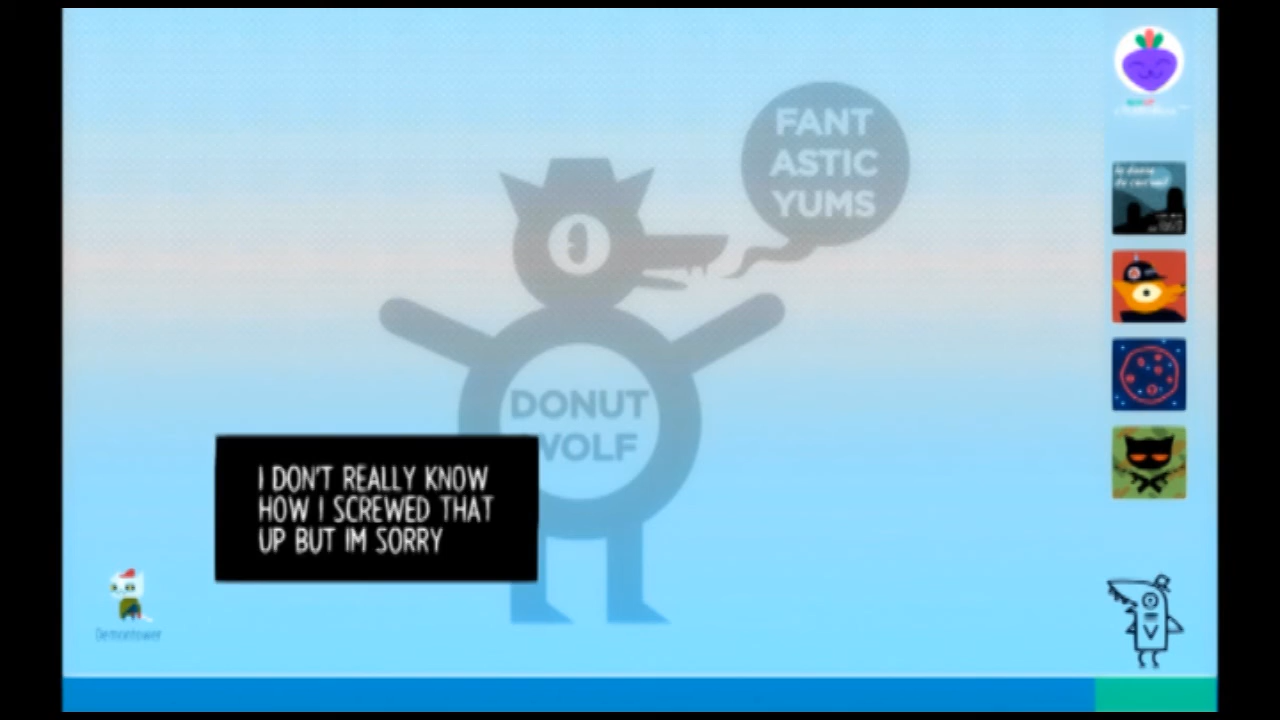 FANT
ASTIC
YUMS
DONUT
WOLF
I DON'T REALLY KNOW
HOW I SCREWED THAT
UP BUT IM SORRY
Demontower